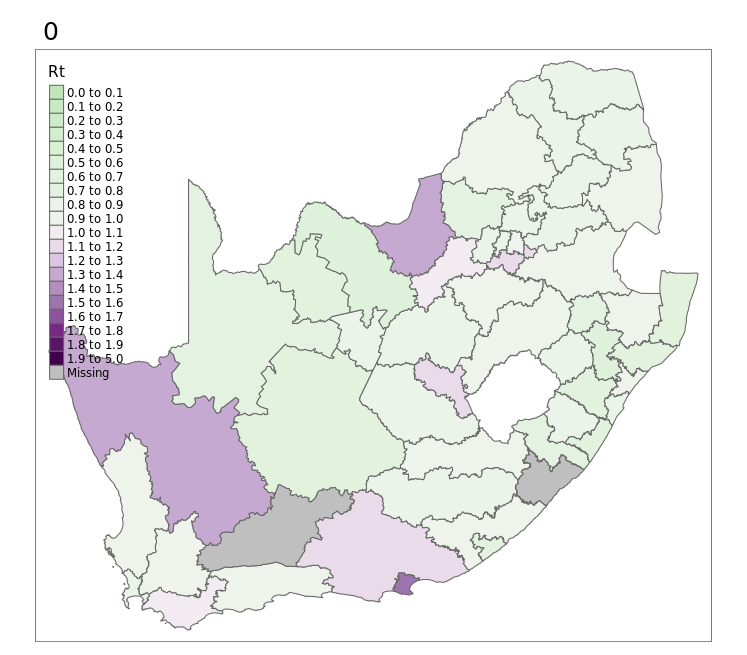 0
Rt
0.0 to 0.1
0.1 to 0.2
0.2 to 0.3
0.3 to 0.4
0.4 to 0.5
0.5 to 0.6
0.6 to 0.7
0.7 to 0.8
0.8 to 0.9
0.9 to 1.0
1.0 to 1.1
1.1 to 1.2
1.2 to 1.3
1.3 to 1.4
1.4 to 1.5
1.5 to 1.6
1.6 to 1.7
1.7 to 1.8
1.8 to 1.9
1.9 to 5.0
Missing